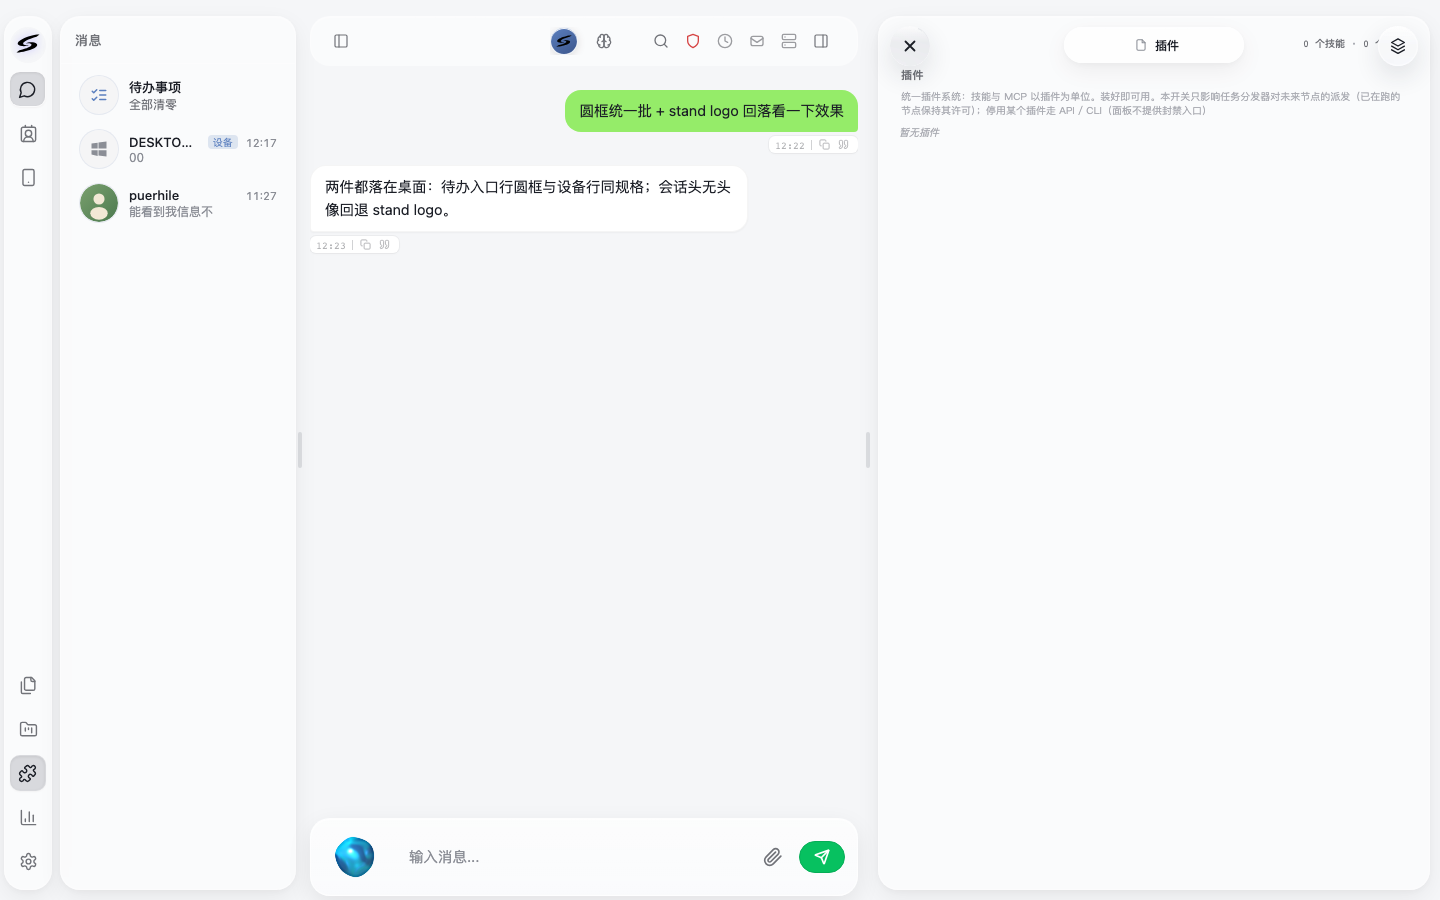 消息
待办事项
全部清零
DESKTO... 设备 12:17
00
puerhile 11:27
能看到我信息不
圆框统一批 + stand logo 回落看一下效果
12:22
两件都落在桌面：待办入口行圆框与设备行同规格；会话头无头
像回退 stand logo。
12:23
输入消息...
插件
0 个技能 · 0
插件
统一插件系统：技能与 MCP 以插件为单位。装好即可用。本开关只影响任务分发器对未来节点的派发（已在跑的
节点保持其许可）；停用某个插件走 API / CLI（面板不提供封禁入口）
暂无插件